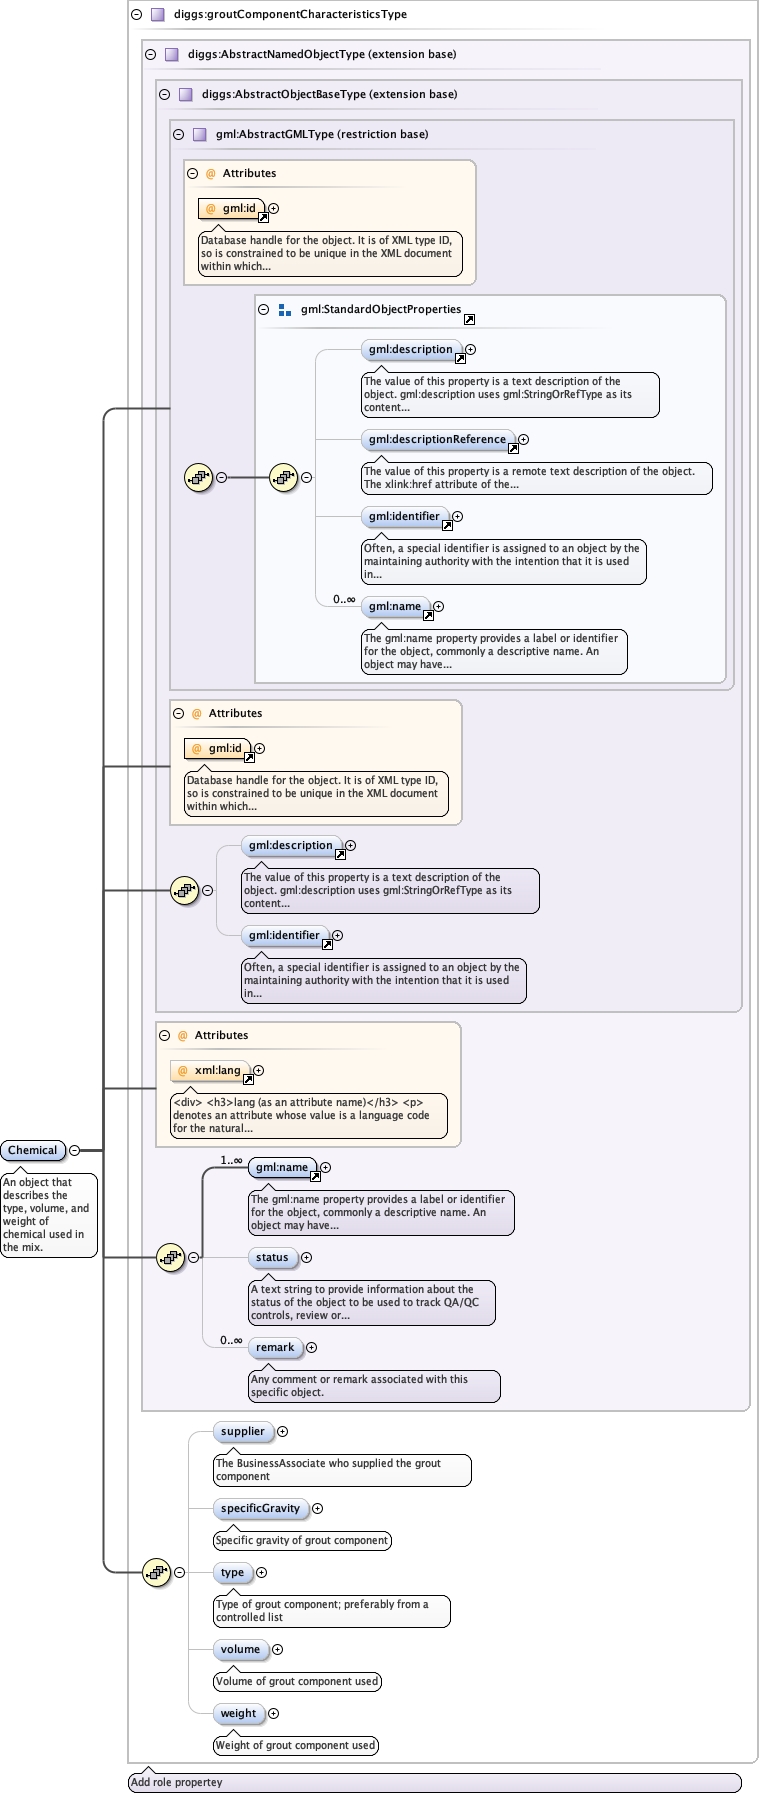 diggs:groutComponentCharacteristicsType
diggs:AbstractNamedObjectType (extension base)
diggs:AbstractObjectBaseType (extension base)
gml:AbstractGMLType (restriction base)
@ Attributes
@ gml:id
Database handle for the object. It is of XML type ID,
so is constrained to be unique in the XML document
within which...
gml:StandardObjectProperties
gml:description
The value of this property is a text description of the
object. gml:description uses gml:StringOrRefType as its
content...
gml:descriptionReference
The value of this property is a remote text description of the object.
The xlink:href attribute of the...
gml:identifier
Often, a special identifier is assigned to an object by the
maintaining authority with the intention that it is used
in...
0..∞
gml:name
The gml:name property provides a label or identifier
for the object, commonly a descriptive name. An
object may have...
@ Attributes
@ gml:id
Database handle for the object. It is of XML type ID,
so is constrained to be unique in the XML document
within which...
gml:description
The value of this property is a text description of the
object. gml:description uses gml:StringOrRefType as its
content...
gml:identifier
Often, a special identifier is assigned to an object by the
maintaining authority with the intention that it is used
in...
@ Attributes
@ xml:lang
<div> <h3>lang (as an attribute name)</h3> <p>
denotes an attribute whose value is a language code
for the natural...
Chemical
An object that
describes the
type, volume, and
weight of
chemical used in
the mix.
1..∞
gml:name
The gml:name property provides a label or identifier
for the object, commonly a descriptive name. An
object may have...
status
A text string to provide information about the
status of the object to be used to track QA/QC
controls, review or...
0..∞
remark
Any comment or remark associated with this
specific object.
supplier
The BusinessAssociate who supplied the grout
component
specificGravity
Specific gravity of grout component
type
Type of grout component; preferably from a
controlled list
volume
Volume of grout component used
weight
Weight of grout component used
Add role propertey